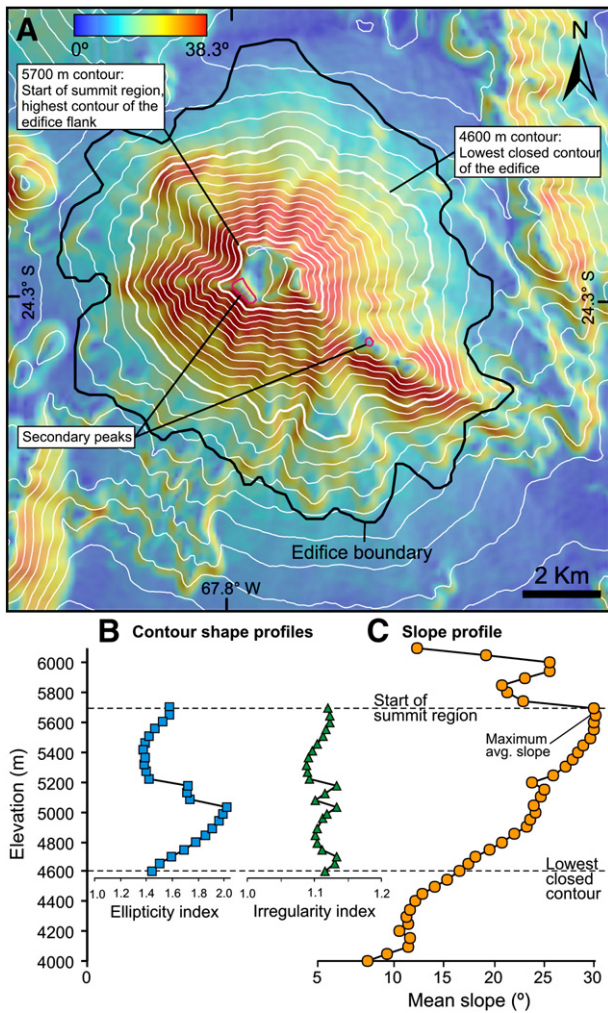 A
0º
38.3º
N
5700 m contour:
Start of summit region,
highest contour of the
edifice flank
4600 m contour:
Lowest closed contour
of the edifice
24.3° S
24.3° S
Secondary peaks
Edifice boundary
67.8° W
2 Km
B Contour shape profiles
C Slope profile
6000
5800
5600
5400
5200
5000
4800
4600
4400
4200
4000
Elevation (m)
Start of
summit region
Maximum
avg. slope
Lowest
closed
contour
1.0 1.4 1.6 1.8 2.0
Ellipticity index
1.0 1.1 1.2
Irregularity index
0
5 10 15 20 25 30
Mean slope (º)